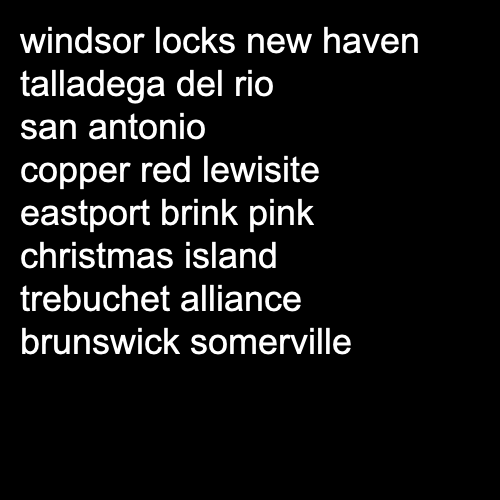 windsor locks new haven
talladega del rio
san antonio
copper red lewisite
eastport brink pink
christmas island
trebuchet alliance
brunswick somerville